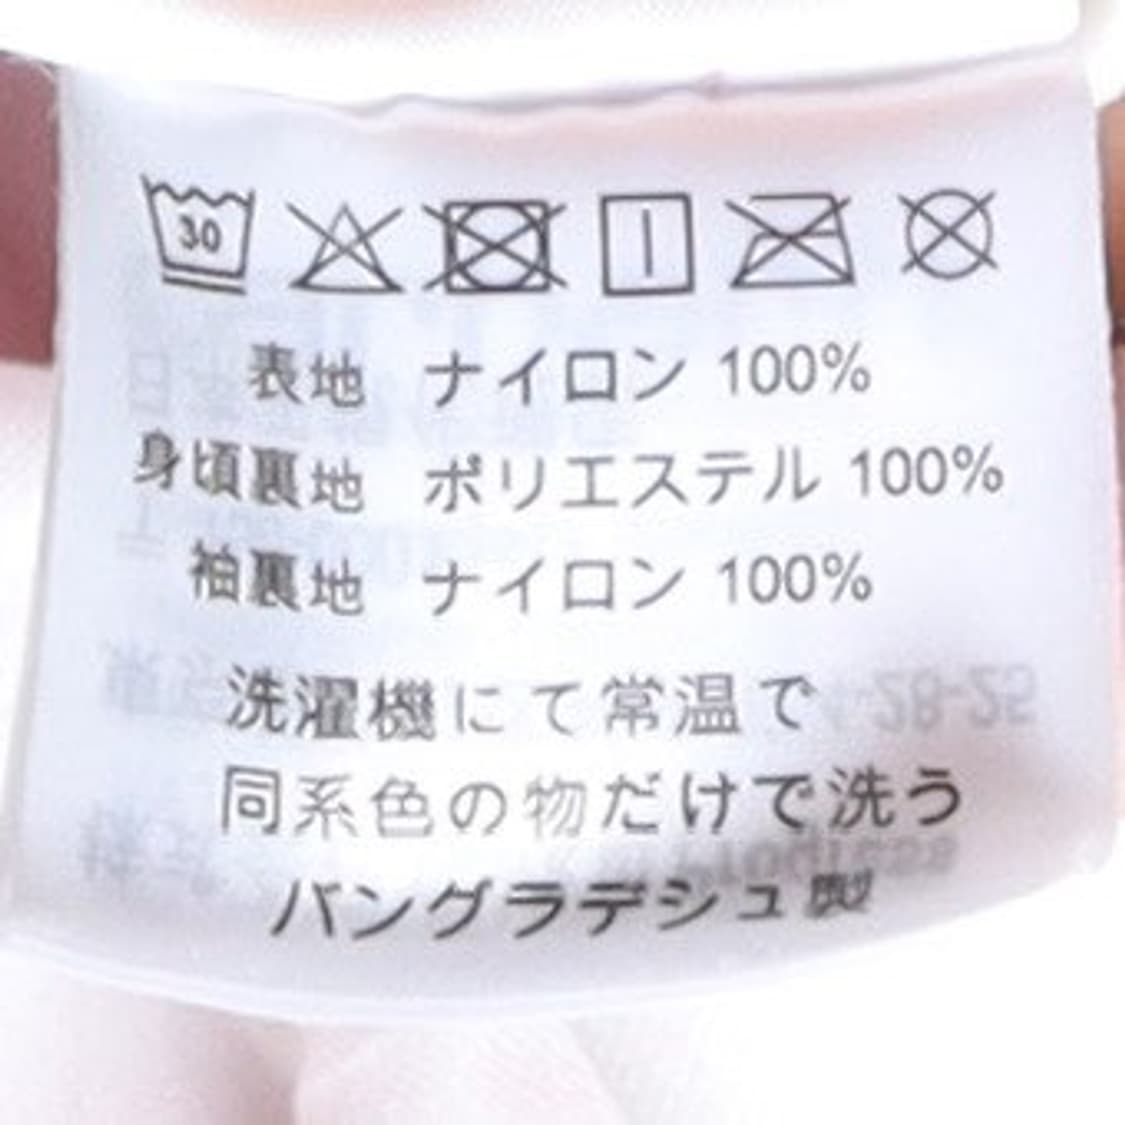 30
表地 ナイロン 100%
身頃裏地 ポリエステル 100%
袖裏地 ナイロン 100%
洗濯機にて常温で
同系色の物だけで洗う
バングラデシュ製